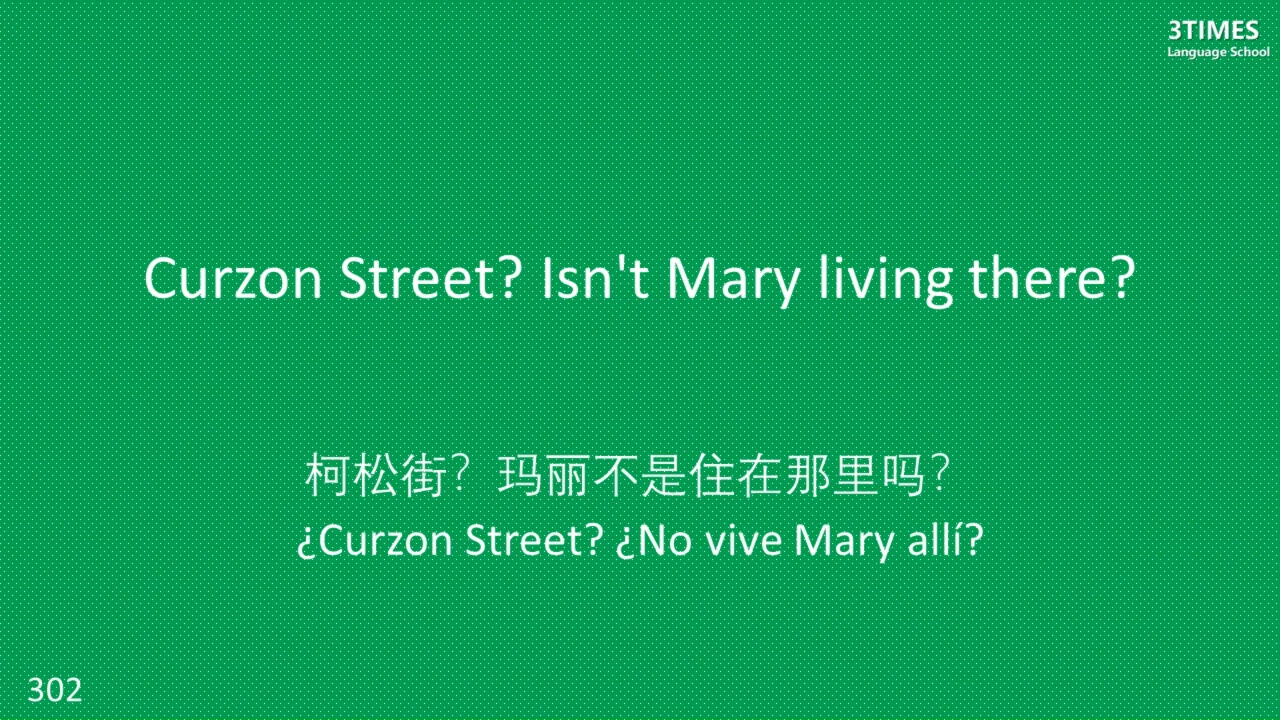 3TIMES
Language School
Curzon Street? Isn't Mary living there?
柯松街？玛丽不是住在那里吗？
¿Curzon Street? ¿No vive Mary allí?
302